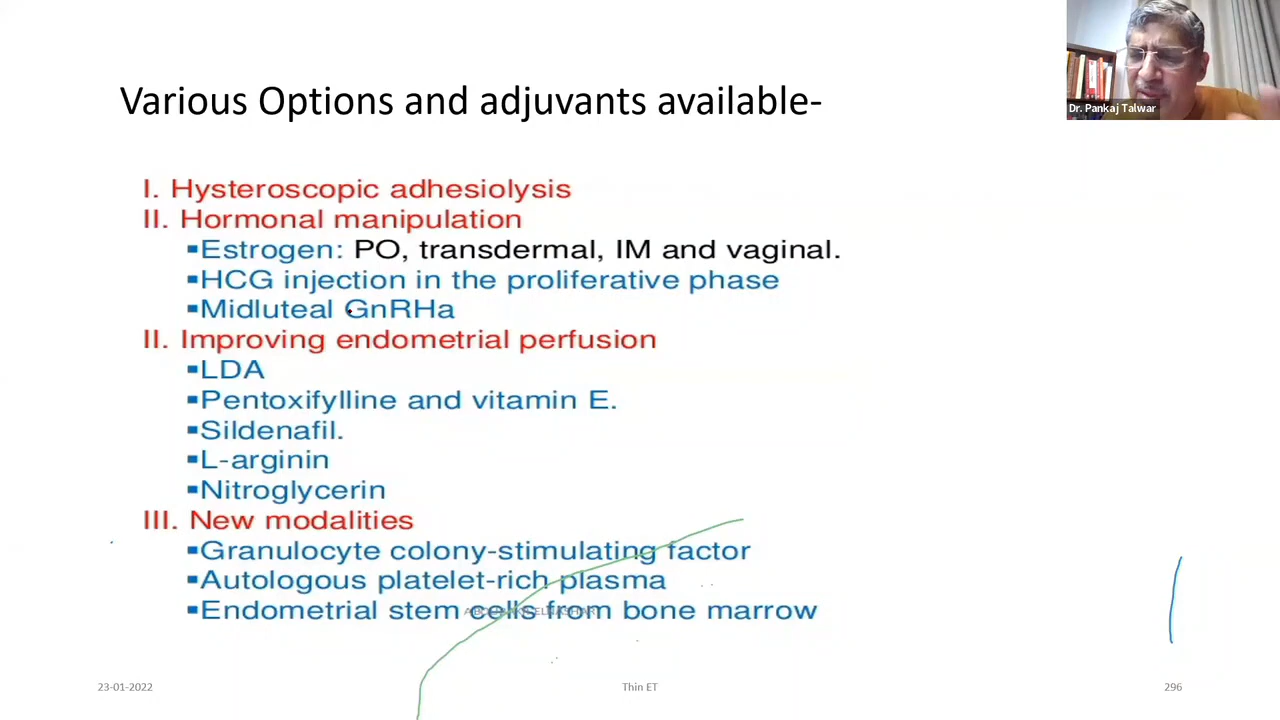 Dr. Pankaj Talwar
Various Options and adjuvants available-
I. Hysteroscopic adhesiolysis
II. Hormonal manipulation
▪Estrogen: PO, transdermal, IM and vaginal.
▪HCG injection in the proliferative phase
▪Midluteal GnRHa
II. Improving endometrial perfusion
▪LDA
▪Pentoxifylline and vitamin E.
▪Sildenafil.
▪L-arginin
▪Nitroglycerin
III. New modalities
▪Granulocyte colony-stimulating factor
▪Autologous platelet-rich plasma
▪Endometrial stem cells from bone marrow
23-01-2022
Thin ET
296